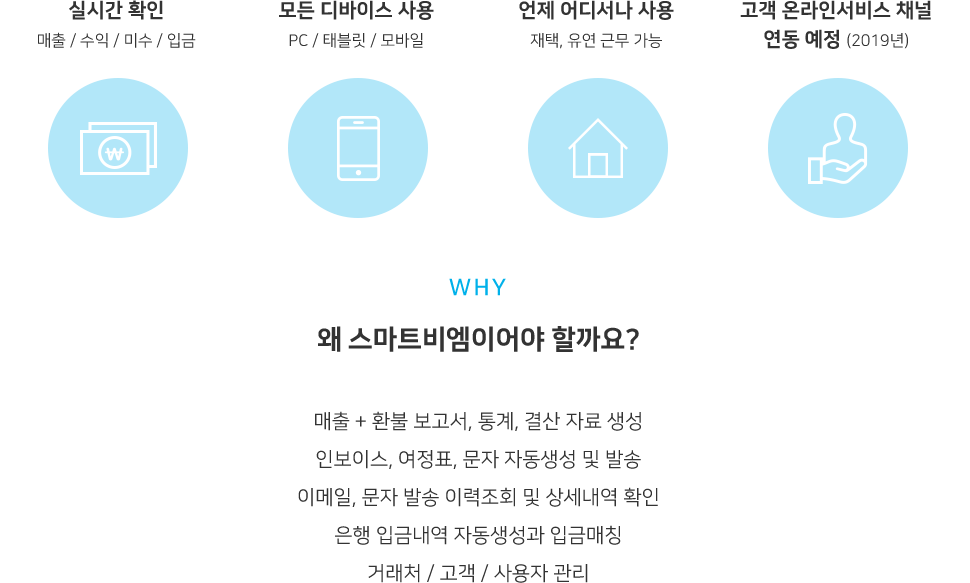 실시간 확인
매출 / 수익 / 미수 / 입금
모든 디바이스 사용
PC / 태블릿 / 모바일
언제 어디서나 사용
재택, 유연 근무 가능
고객 온라인서비스 채널
연동 예정 (2019년)
₩
WHY
왜 스마트비엠이어야 할까요?
매출 + 환불 보고서, 통계, 결산 자료 생성
인보이스, 여정표, 문자 자동생성 및 발송
이메일, 문자 발송 이력조회 및 상세내역 확인
은행 입금내역 자동생성과 입금매칭
거래처 / 고객 / 사용자 관리